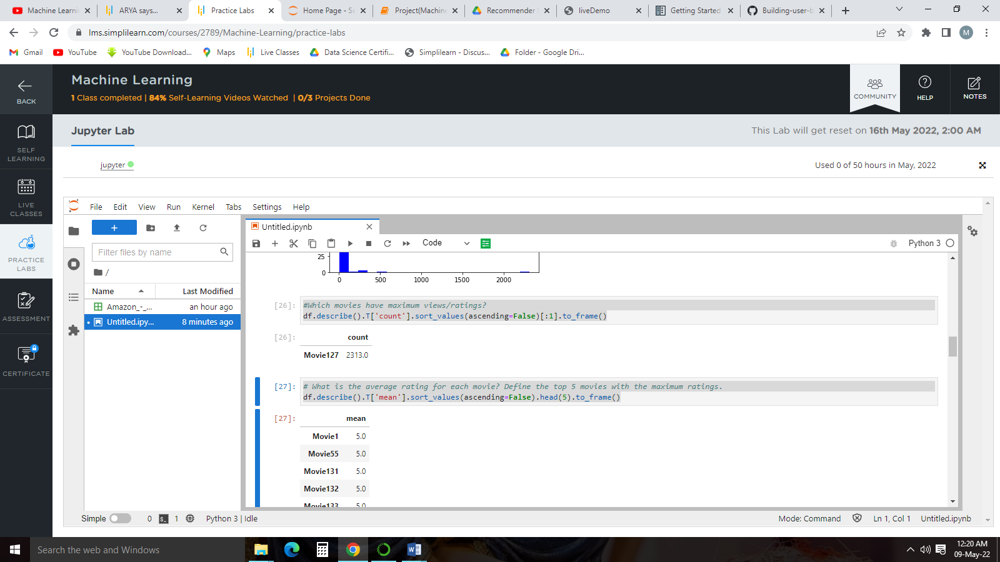 Machine Learnin
ARYA says...
Practice Labs
Home Page - Se
Project(Machine
Recommender
liveDemo
Getting Started
Building-user-b
lms.simplilearn.com/courses/2789/Machine-Learning/practice-labs
M
Gmail
YouTube
YouTube Download...
Maps
Live Classes
Data Science Certifi...
Simplilearn - Discus...
Folder - Google Dri...
BACK
Machine Learning
1 Class completed | 84% Self-Learning Videos Watched | 0/3 Projects Done
COMMUNITY
HELP
NOTES
SELF
LEARNING
LIVE
CLASSES
PRACTICE
LABS
ASSESSMENT
CERTIFICATE
Jupyter Lab
This Lab will get reset on 16th May 2022, 2:00 AM
jupyter
Used 0 of 50 hours in May, 2022
File Edit View Run Kernel Tabs Settings Help
Filter files by name
/
Name
Last Modified
Amazon_-_...
an hour ago
Untitled.ipy...
8 minutes ago
Untitled.ipynb
Code
Python 3
25
0
0 500 1000 1500 2000
[26]:
#Which movies have maximum views/ratings?
df.describe().T['count'].sort_values(ascending=False)[:1].to_frame()
[26]:
count
Movie127 2313.0
[27]:
# What is the average rating for each movie? Define the top 5 movies with the maximum ratings.
df.describe().T['mean'].sort_values(ascending=False).head(5).to_frame()
[27]:
mean
Movie1 5.0
Movie55 5.0
Movie131 5.0
Movie132 5.0
Movie133 5.0
Simple
0
1
Python 3 | Idle
Mode: Command
Ln 1, Col 1
Untitled.ipynb
Search the web and Windows
12:20 AM
09-May-22